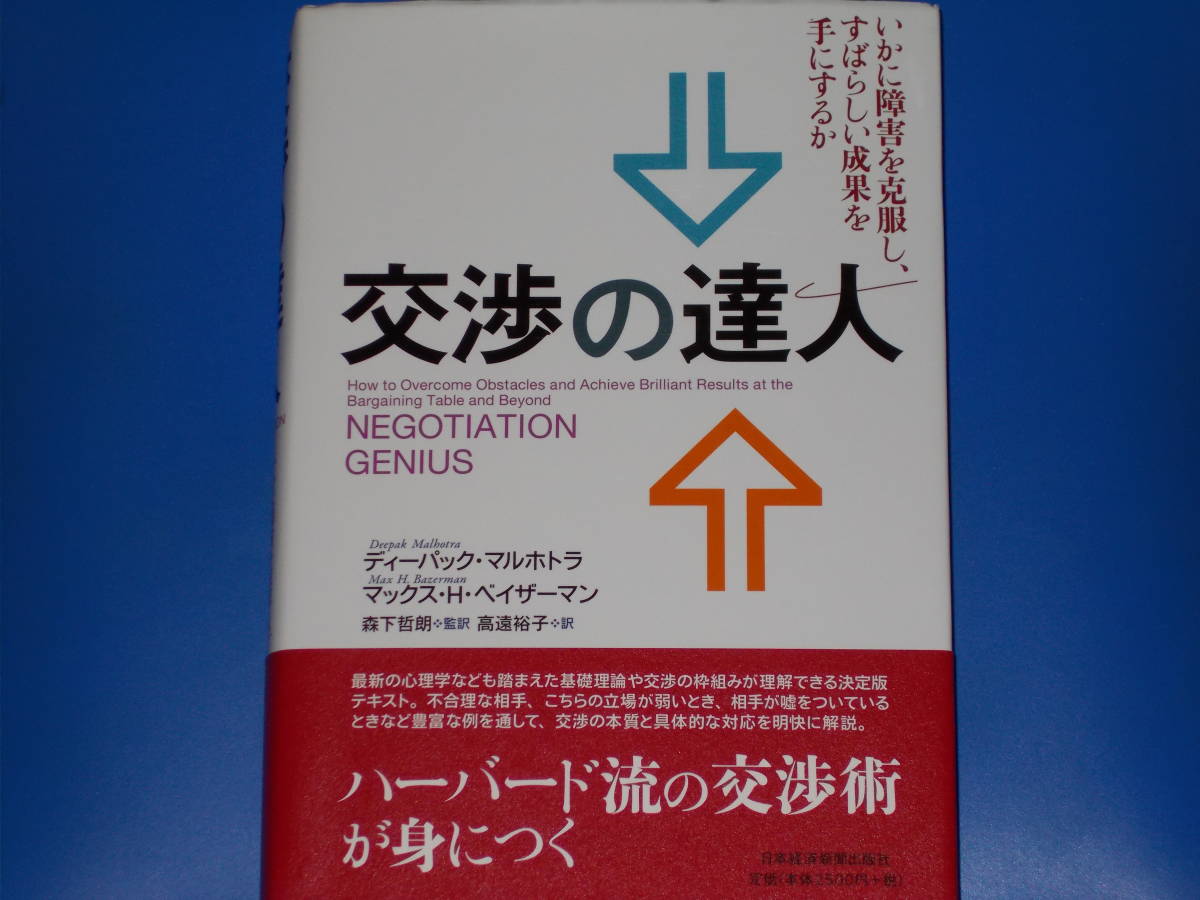 いかに障害を克服し、
すばらしい成果を
手にするか
交渉の達人
How to Overcome Obstacles and Achieve Brilliant Results at the
Bargaining Table and Beyond
NEGOTIATION
GENIUS
Deepak Malhotra
ディーパック・マルホトラ
Max H. Bazerman
マックス・H・ベイザーマン
森下哲朗❖監訳 高遠裕子❖訳
最新の心理学なども踏まえた基礎理論や交渉の枠組みが理解できる決定版
テキスト。不合理な相手、こちらの立場が弱いとき、相手が嘘をついている
ときなど豊富な例を通して、交渉の本質と具体的な対応を明快に解説。
ハーバード流の交渉術
が身につく
日本経済新聞出版社
定価(本体2500円+税)